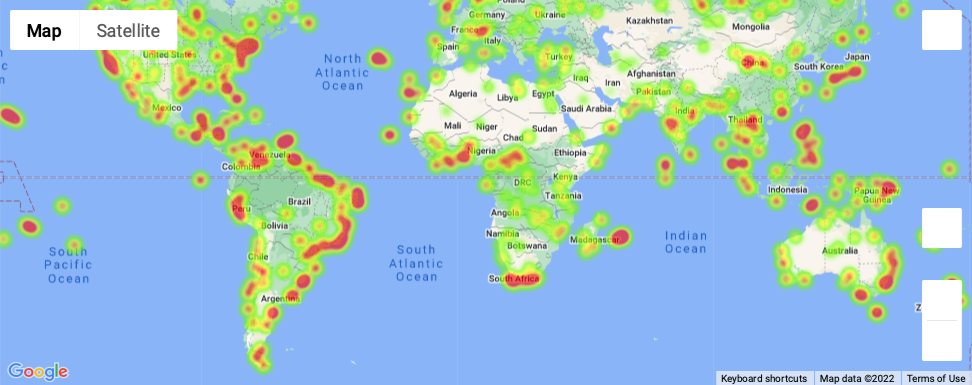 Map
Satellite
Poland
Germany
Ukraine
Kazakhstan
Mongolia
France
Italy
Spain
Turkey
Japan
South Korea
China
United States
North
Atlantic
Ocean
Afghanistan
Iraq
Iran
Pakistan
Algeria
Libya
Egypt
Saudi Arabia
India
Mexico
Mali
Niger
Sudan
Chad
Thailand
Nigeria
Ethiopia
Venezuela
Colombia
DRC
Kenya
Indonesia
Papua New
Guinea
Tanzania
Brazil
Peru
Angola
Bolivia
Namibia
Madagascar
Botswana
Indian
Ocean
Australia
South
Pacific
Ocean
South
Atlantic
Ocean
Chile
South Africa
Argentina
Google
Keyboard shortcuts
Map data ©2022
Terms of Use